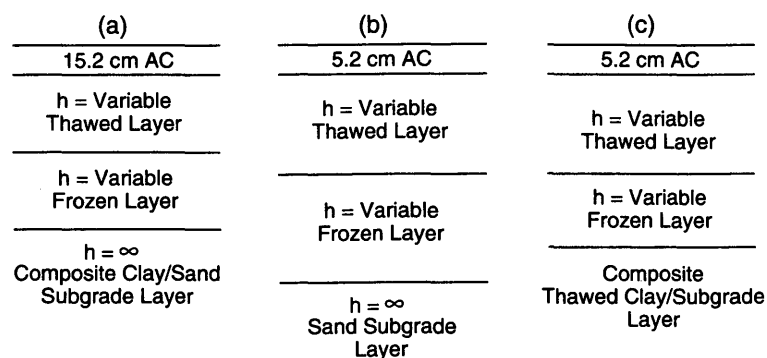 (a)
15.2 cm AC
h = Variable
Thawed Layer
h = Variable
Frozen Layer
h = ∞
Composite Clay/Sand
Subgrade Layer
(b)
5.2 cm AC
h = Variable
Thawed Layer
h = Variable
Frozen Layer
h = ∞
Sand Subgrade
Layer
(c)
5.2 cm AC
h = Variable
Thawed Layer
h = Variable
Frozen Layer
Composite
Thawed Clay/Subgrade
Layer